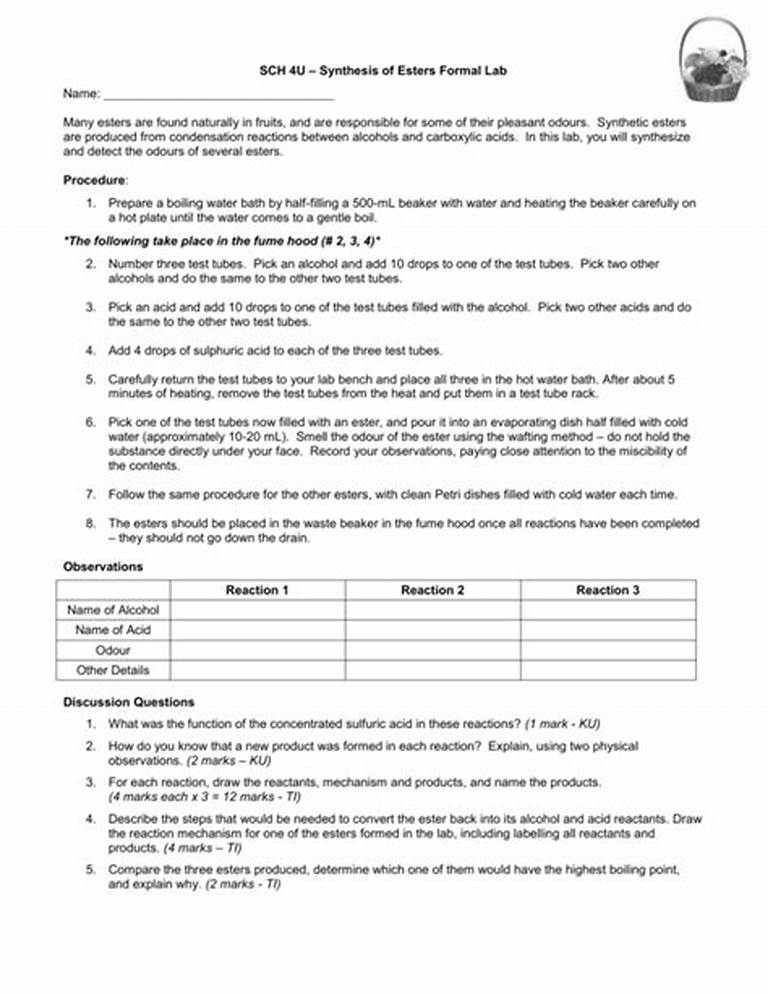 SCH 4U – Synthesis of Esters Formal Lab
Name: ___________________________________
Many esters are found naturally in fruits, and are responsible for some of their pleasant odours. Synthetic esters
are produced from condensation reactions between alcohols and carboxylic acids. In this lab, you will synthesize
and detect the odours of several esters.
Procedure:
1. Prepare a boiling water bath by half-filling a 500-mL beaker with water and heating the beaker carefully on
a hot plate until the water comes to a gentle boil.
*The following take place in the fume hood (# 2, 3, 4)*
2. Number three test tubes. Pick an alcohol and add 10 drops to one of the test tubes. Pick two other
alcohols and do the same to the other two test tubes.
3. Pick an acid and add 10 drops to one of the test tubes filled with the alcohol. Pick two other acids and do
the same to the other two test tubes.
4. Add 4 drops of sulphuric acid to each of the three test tubes.
5. Carefully return the test tubes to your lab bench and place all three in the hot water bath. After about 5
minutes of heating, remove the test tubes from the heat and put them in a test tube rack.
6. Pick one of the test tubes now filled with an ester, and pour it into an evaporating dish half filled with cold
water (approximately 10-20 mL). Smell the odour of the ester using the wafting method – do not hold the
substance directly under your face. Record your observations, paying close attention to the miscibility of
the contents.
7. Follow the same procedure for the other esters, with clean Petri dishes filled with cold water each time.
8. The esters should be placed in the waste beaker in the fume hood once all reactions have been completed
– they should not go down the drain.
Observations
Reaction 1 Reaction 2 Reaction 3
Name of Alcohol
Name of Acid
Odour
Other Details
Discussion Questions
1. What was the function of the concentrated sulfuric acid in these reactions? (1 mark - KU)
2. How do you know that a new product was formed in each reaction? Explain, using two physical
observations. (2 marks – KU)
3. For each reaction, draw the reactants, mechanism and products, and name the products.
(4 marks each x 3 = 12 marks - TI)
4. Describe the steps that would be needed to convert the ester back into its alcohol and acid reactants. Draw
the reaction mechanism for one of the esters formed in the lab, including labelling all reactants and
products. (4 marks – TI)
5. Compare the three esters produced, determine which one of them would have the highest boiling point,
and explain why. (2 marks - TI)